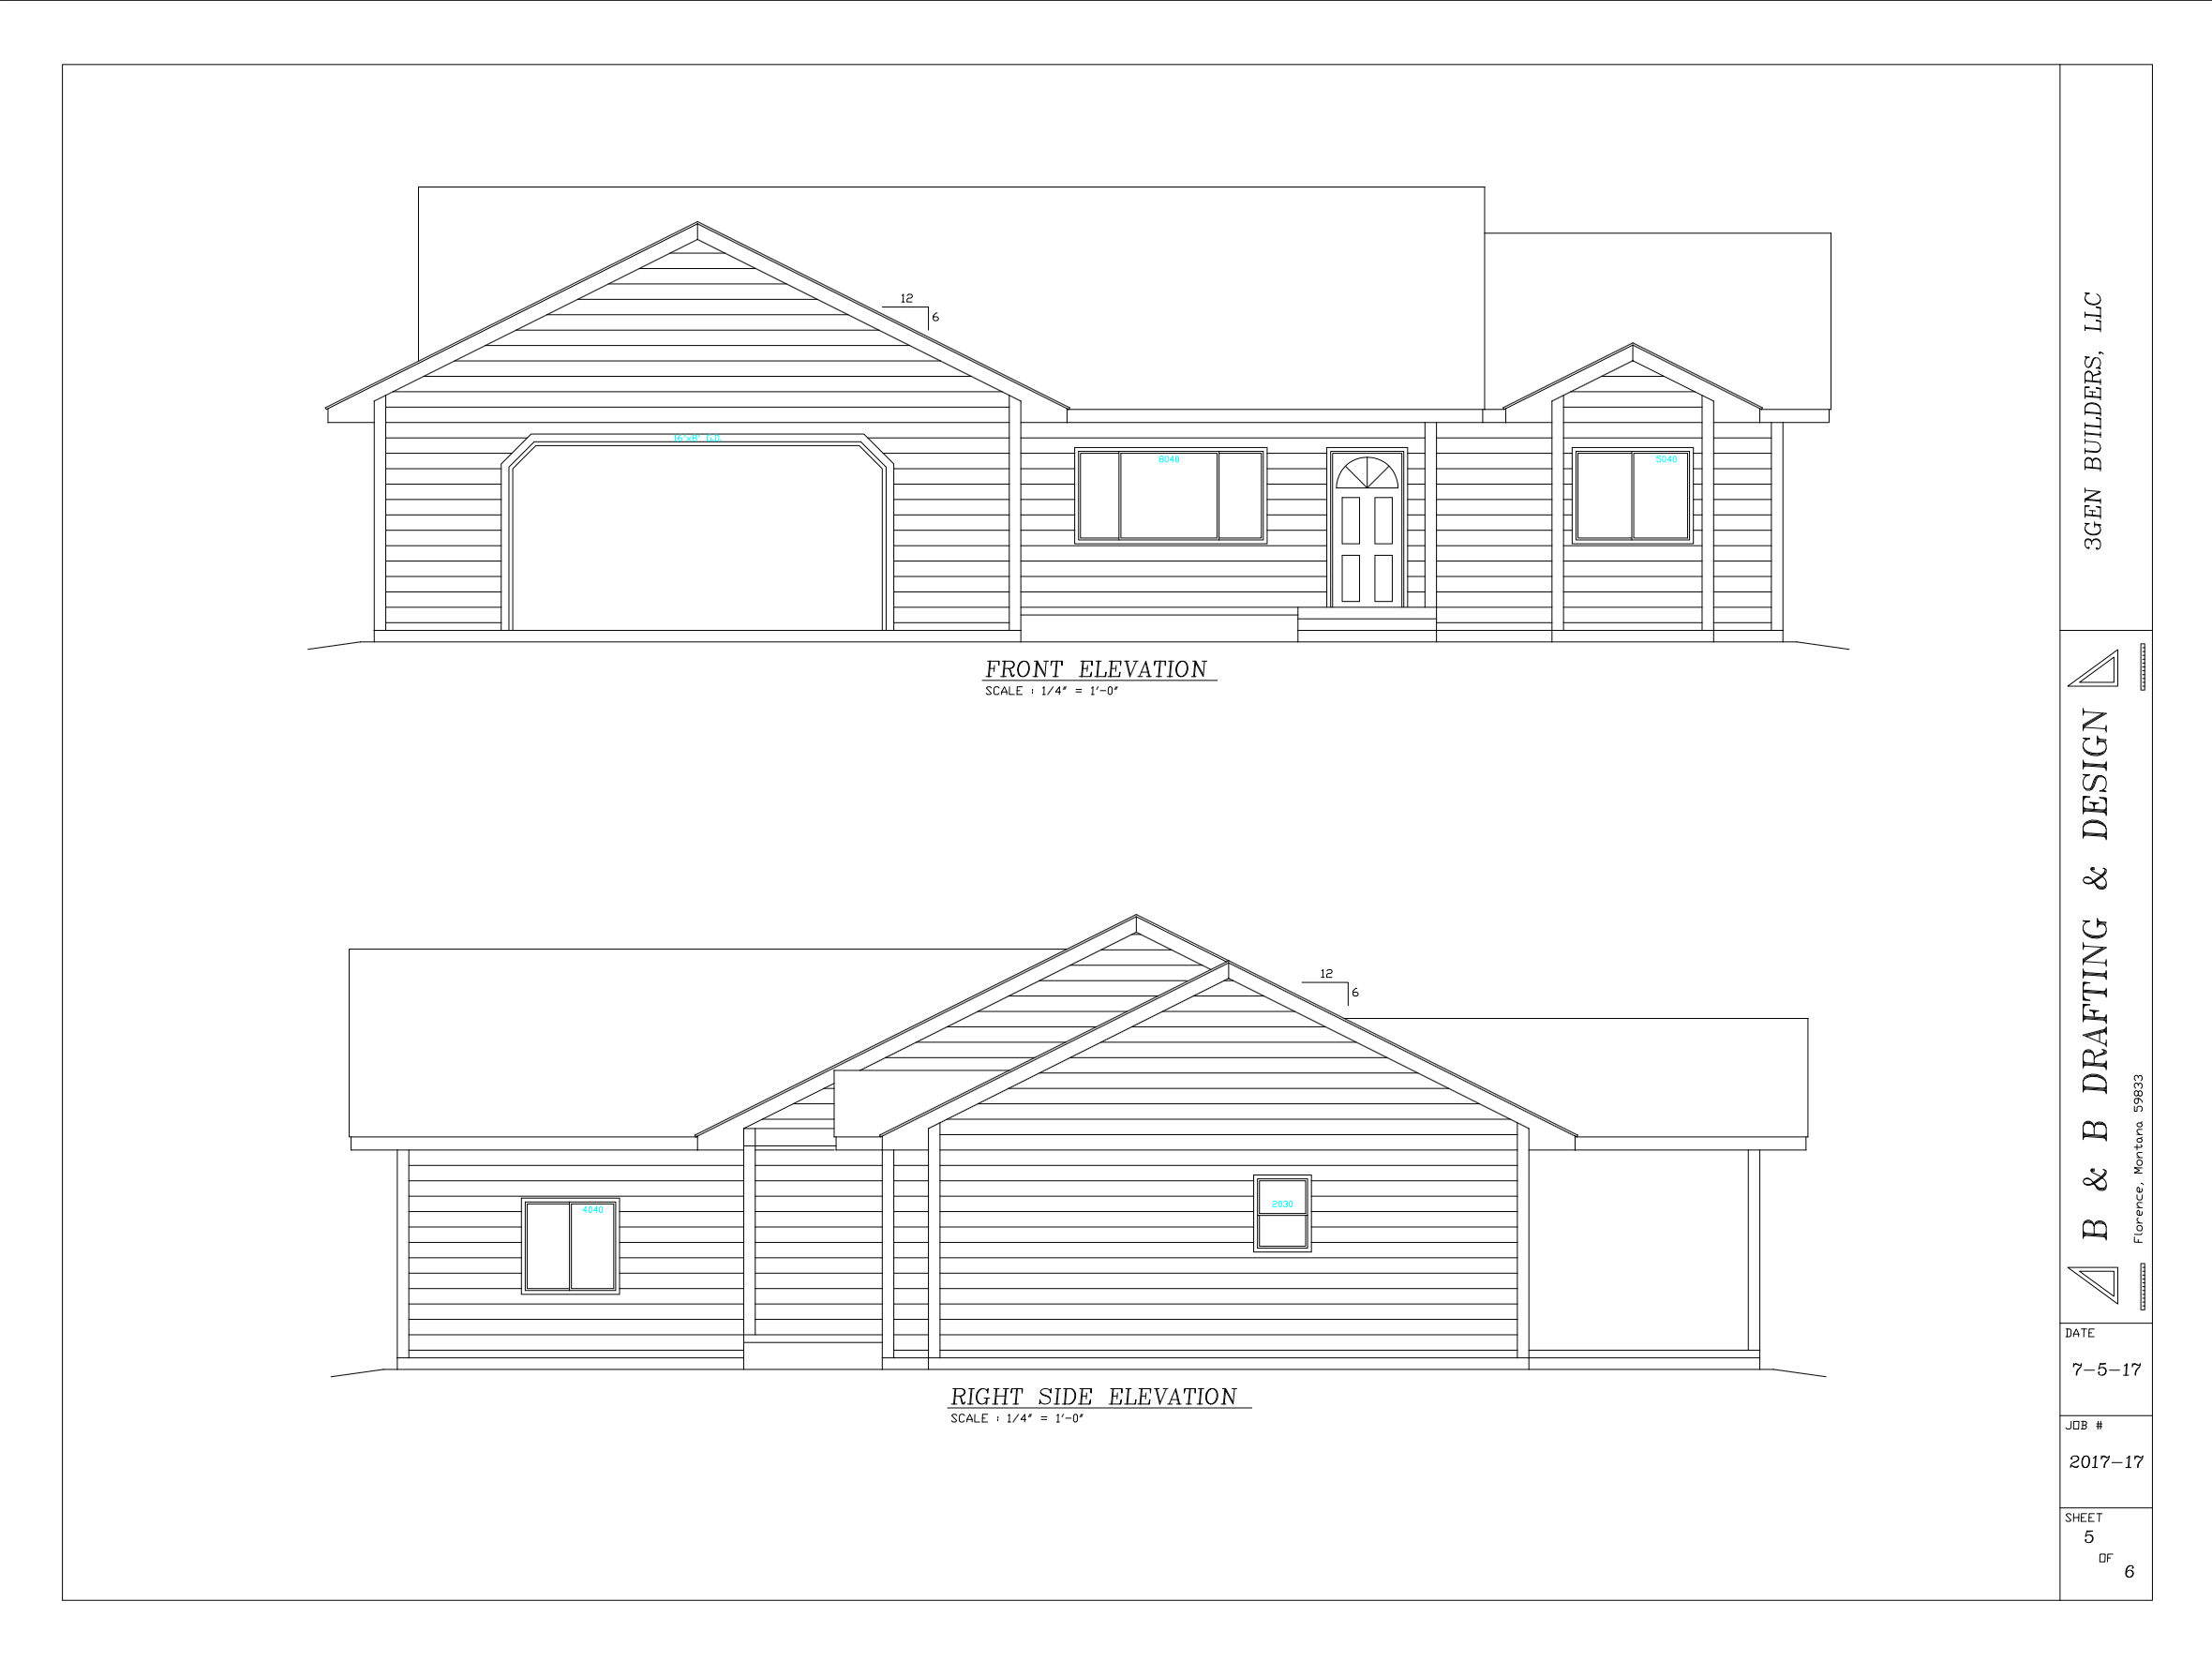 12
6
16'x8' G.D.
8040
5040
FRONT ELEVATION
SCALE : 1/4" = 1'-0"
12
6
4040
2030
RIGHT SIDE ELEVATION
SCALE : 1/4" = 1'-0"
3GEN BUILDERS, LLC
B & B DRAFTING & DESIGN
Florence, Montana 59833
DATE
7-5-17
JOB #
2017-17
SHEET
5
OF
6